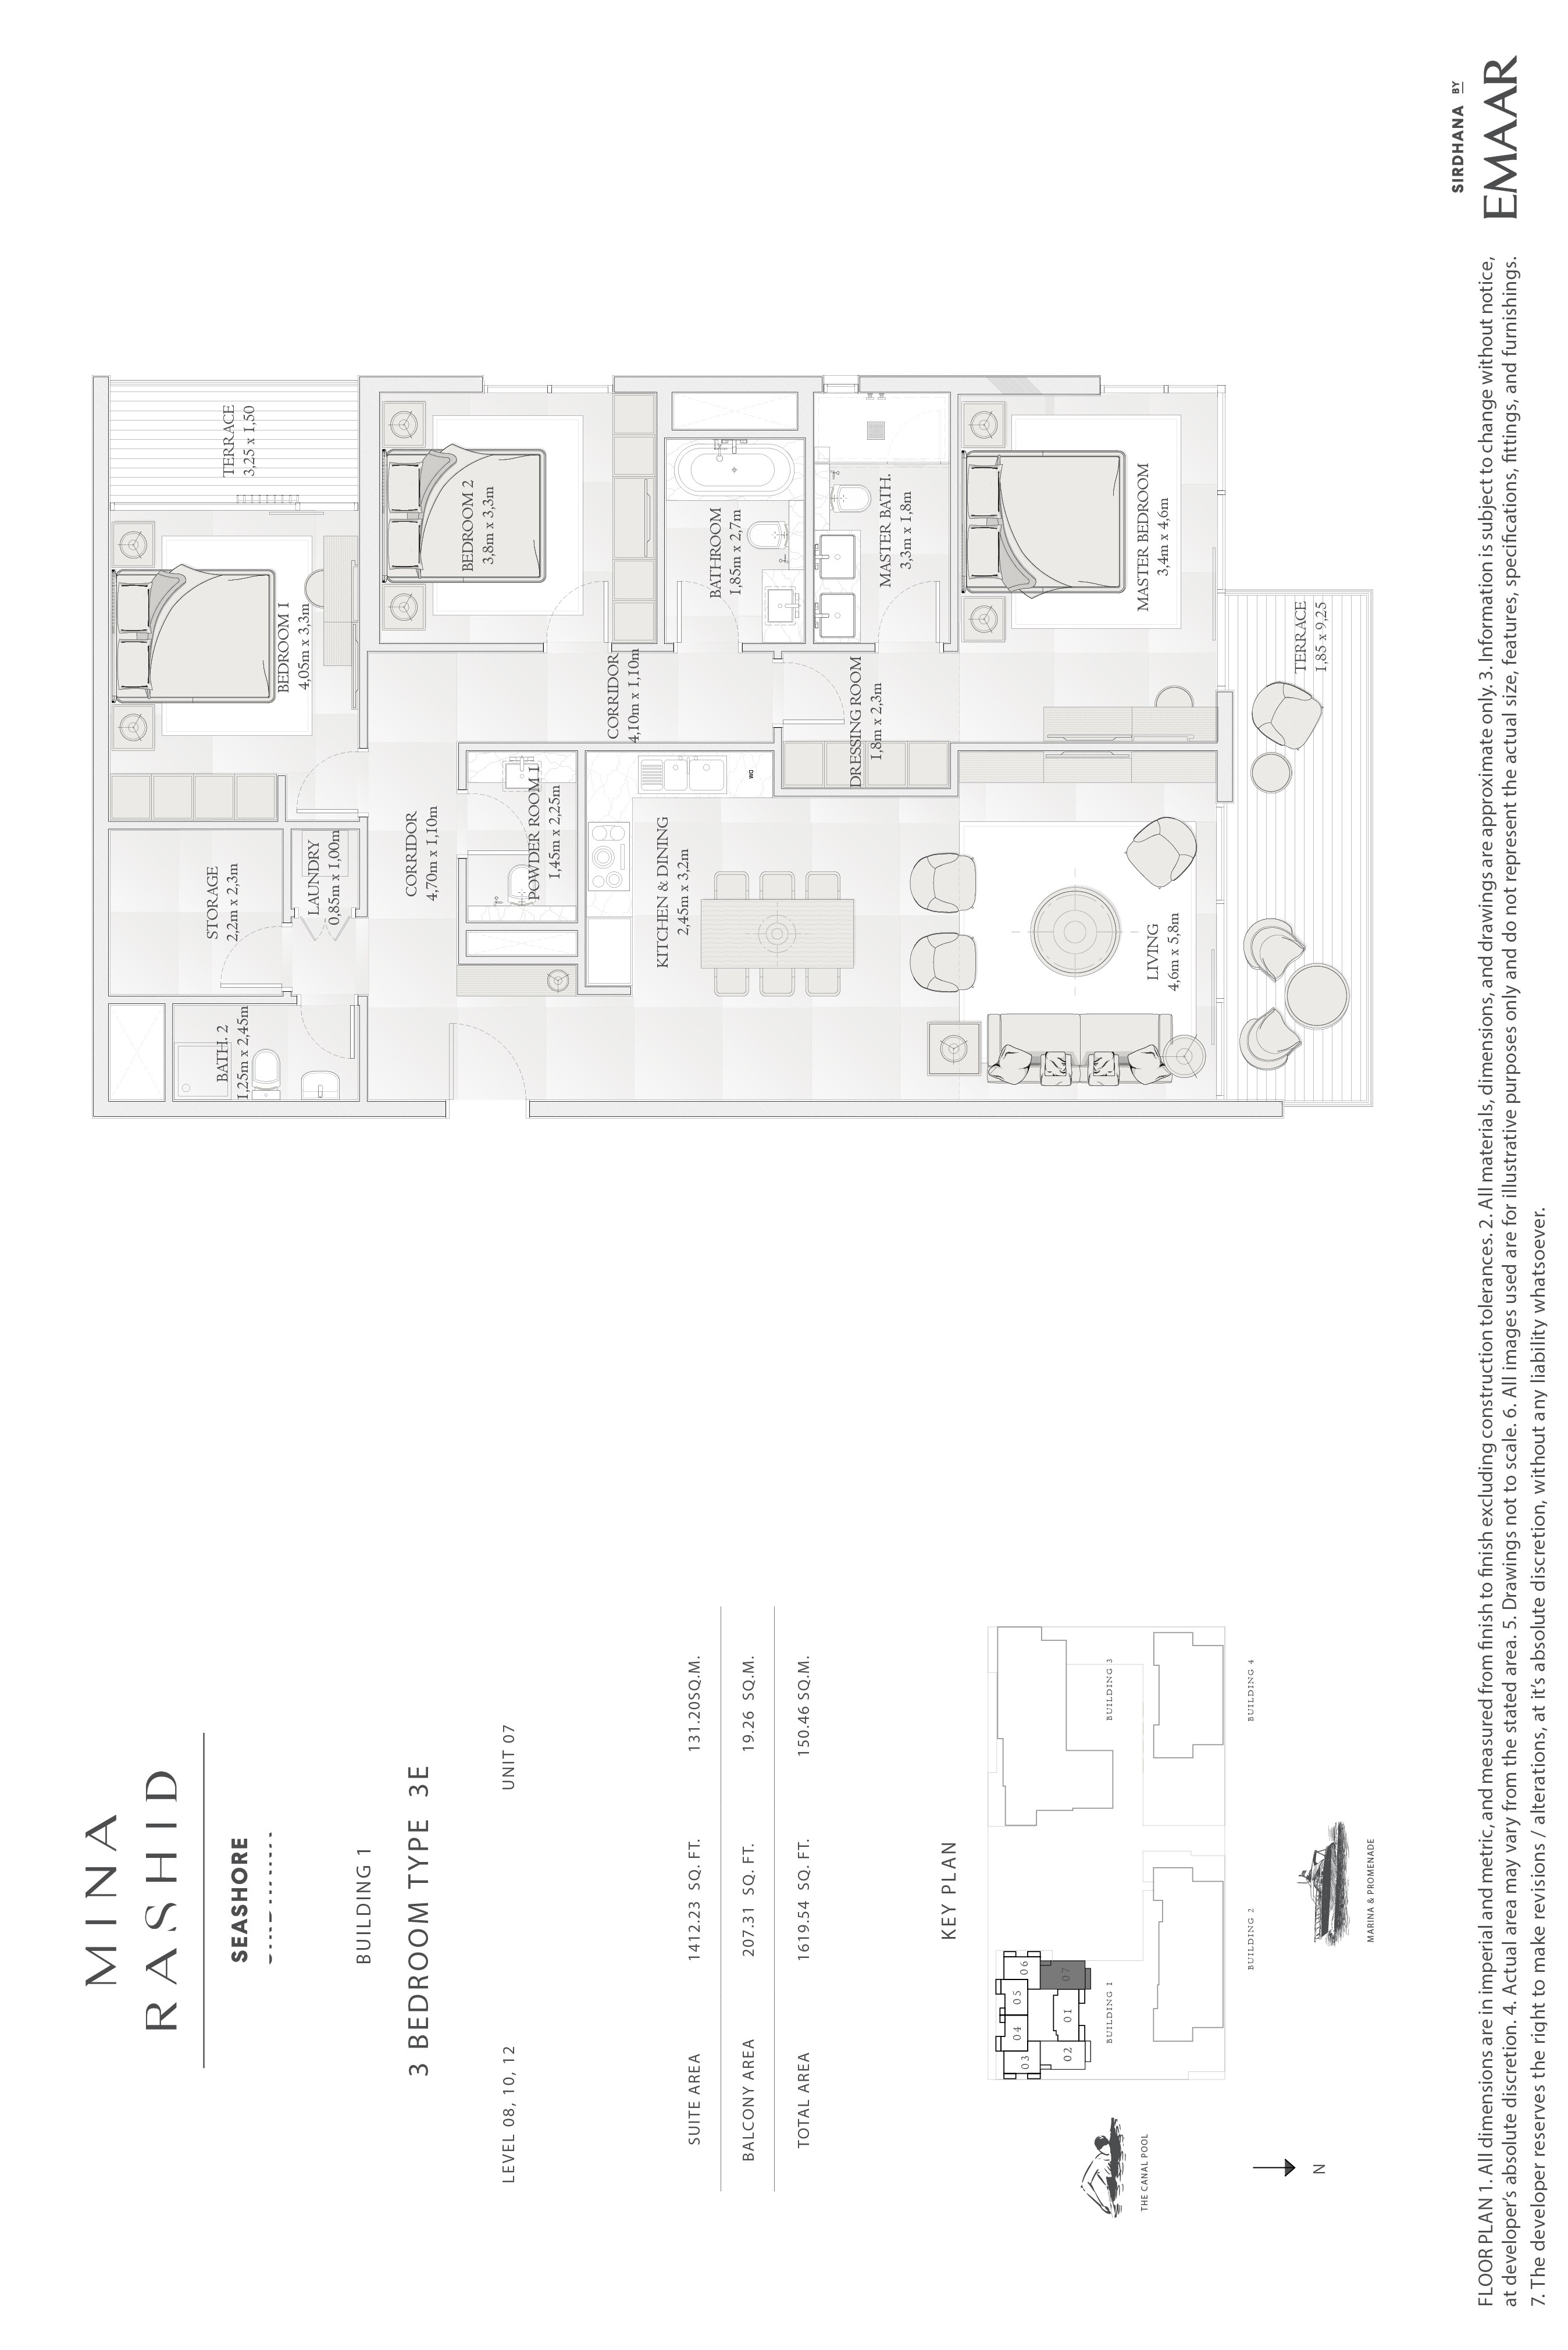 MINA
RASHID
SEASHORE
BUILDING 1
3 BEDROOM TYPE 3E
LEVEL 08, 10, 12 UNIT 07
SUITE AREA 1412.23 SQ. FT. 131.20SQ.M.
BALCONY AREA 207.31 SQ. FT. 19.26 SQ.M.
TOTAL AREA 1619.54 SQ. FT. 150.46 SQ.M.
KEY PLAN
03
04
05
06
02
01
07
BUILDING 1
BUILDING 2
BUILDING 3
BUILDING 4
THE CANAL POOL
MARINA & PROMENADE
N
BATH. 2
1,25m x 2,45m
STORAGE
2,2m x 2,3m
LAUNDRY
0,85m x 1,00m
BEDROOM 1
4,05m x 3,3m
TERRACE
3,25 x 1,50
CORRIDOR
4,70m x 1,10m
BEDROOM 2
3,8m x 3,3m
POWDER ROOM 1
1,45m x 2,25m
CORRIDOR
4,10m x 1,10m
KITCHEN & DINING
2,45m x 3,2m
WD
BATHROOM
1,85m x 2,7m
DRESSING ROOM
1,8m x 2,3m
MASTER BATH.
3,3m x 1,8m
LIVING
4,6m x 5,8m
MASTER BEDROOM
3,4m x 4,6m
TERRACE
1,85 x 9,25
FLOOR PLAN 1. All dimensions are in imperial and metric, and measured from finish to finish excluding construction tolerances. 2. All materials, dimensions, and drawings are approximate only. 3. Information is subject to change without notice,
at developer's absolute discretion. 4. Actual area may vary from the stated area. 5. Drawings not to scale. 6. All images used are for illustrative purposes only and do not represent the actual size, features, specifications, fittings, and furnishings.
7. The developer reserves the right to make revisions / alterations, at it's absolute discretion, without any liability whatsoever.
SIRDHANA BY
EMAAR